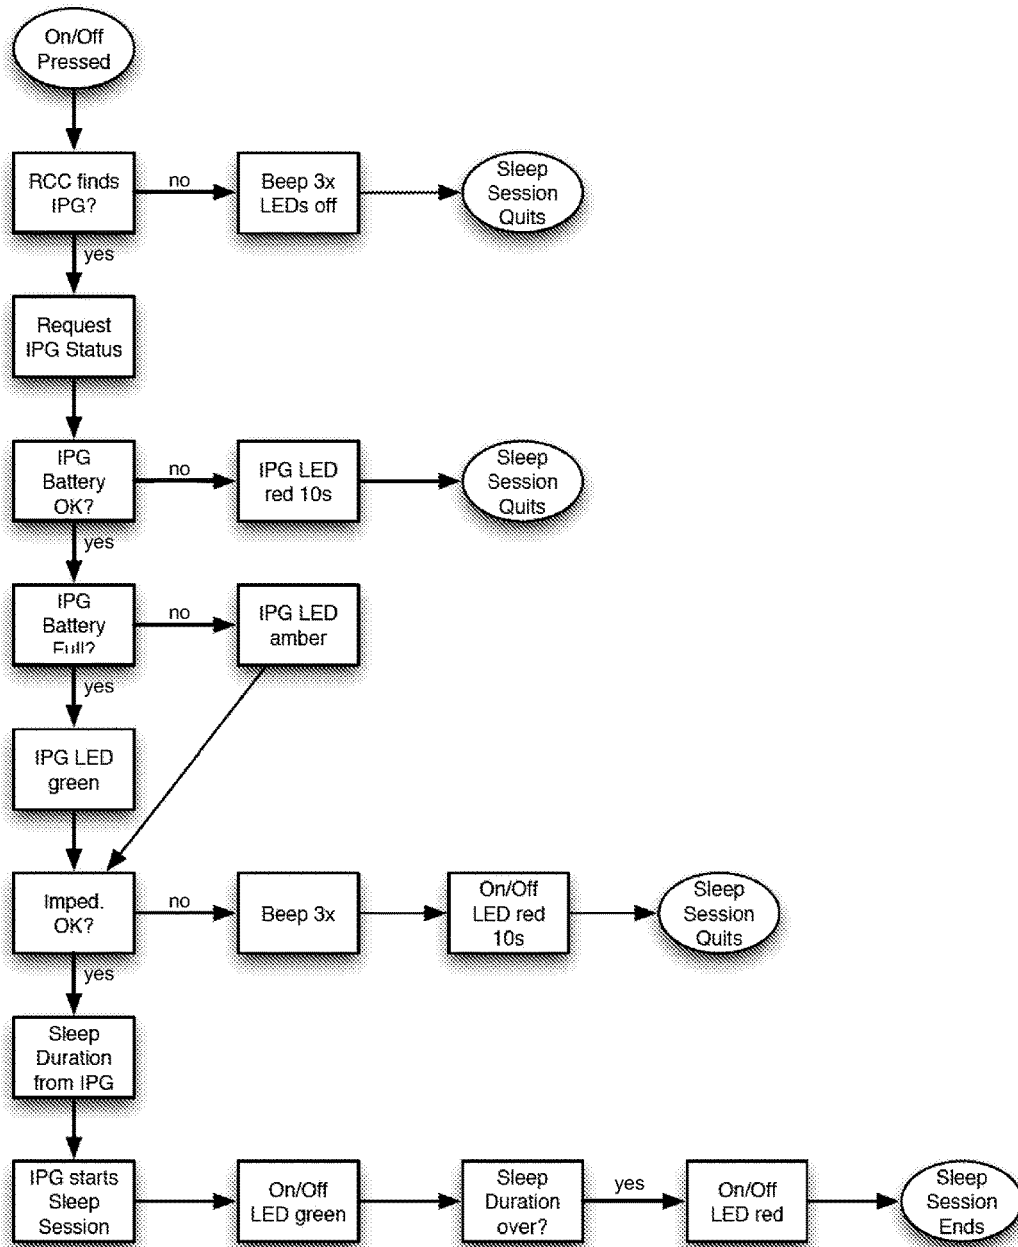 On/Off
Pressed
RCC finds
IPG?
no
Beep 3x
LEDs off
Sleep
Session
Quits
yes
Request
IPG Status
IPG
Battery
OK?
no
IPG LED
red 10s
Sleep
Session
Quits
yes
IPG
Battery
Full?
no
IPG LED
amber
yes
IPG LED
green
Imped.
OK?
no
Beep 3x
On/Off
LED red
10s
Sleep
Session
Quits
yes
Sleep
Duration
from IPG
IPG starts
Sleep
Session
On/Off
LED green
Sleep
Duration
over?
yes
On/Off
LED red
Sleep
Session
Ends